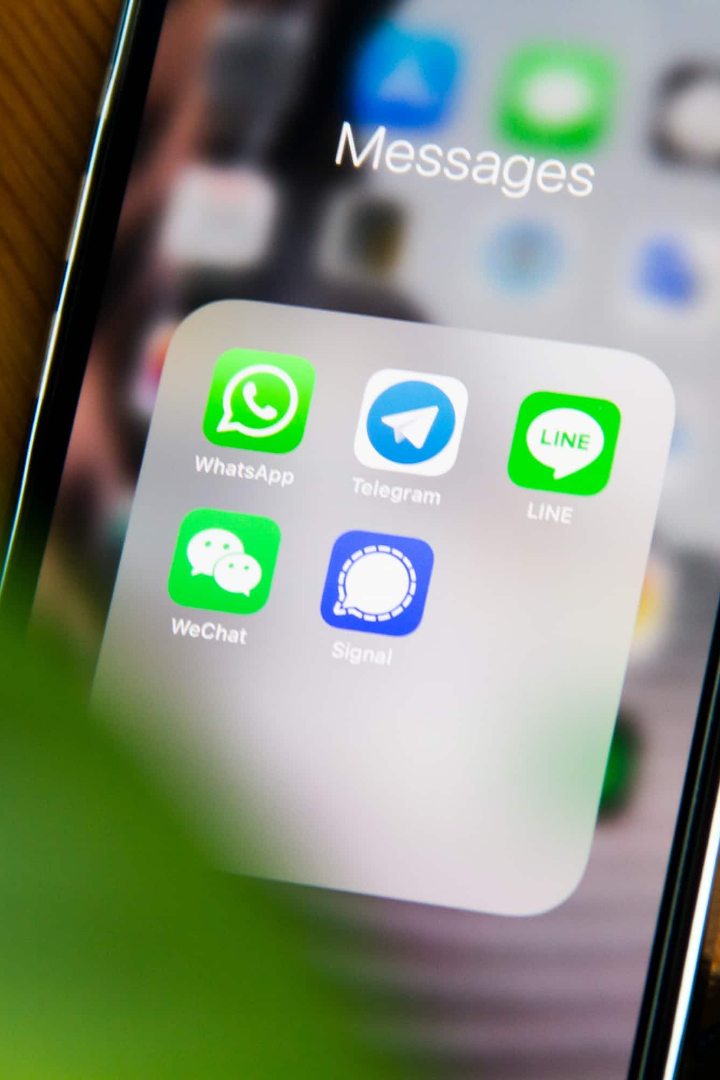 Messages
WhatsApp
Telegram
LINE
LINE
WeChat
Signal